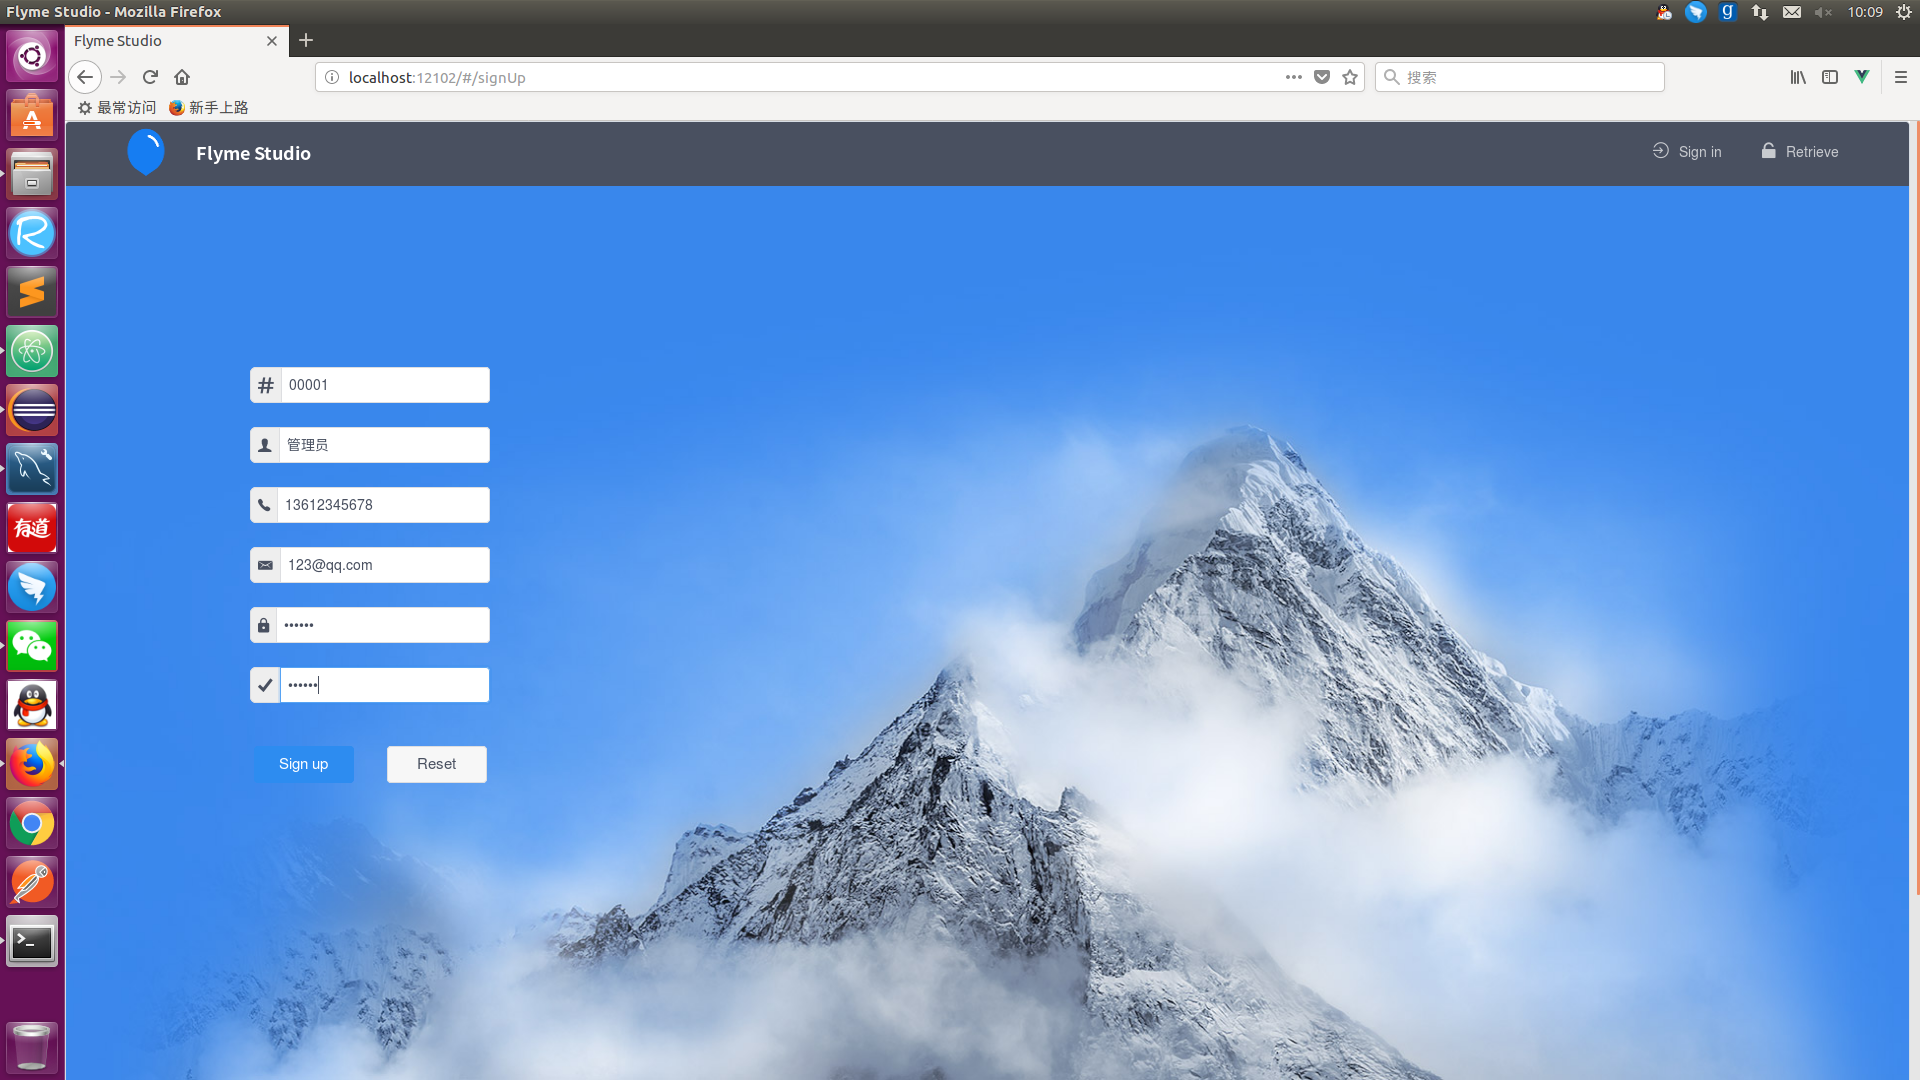 Flyme Studio - Mozilla Firefox
10:09
Flyme Studio
localhost:12102/#/signUp
搜索
最常访问
新手上路
Flyme Studio
Sign in
Retrieve
00001
管理员
13612345678
123@qq.com
••••••
••••••
Sign up
Reset
有道